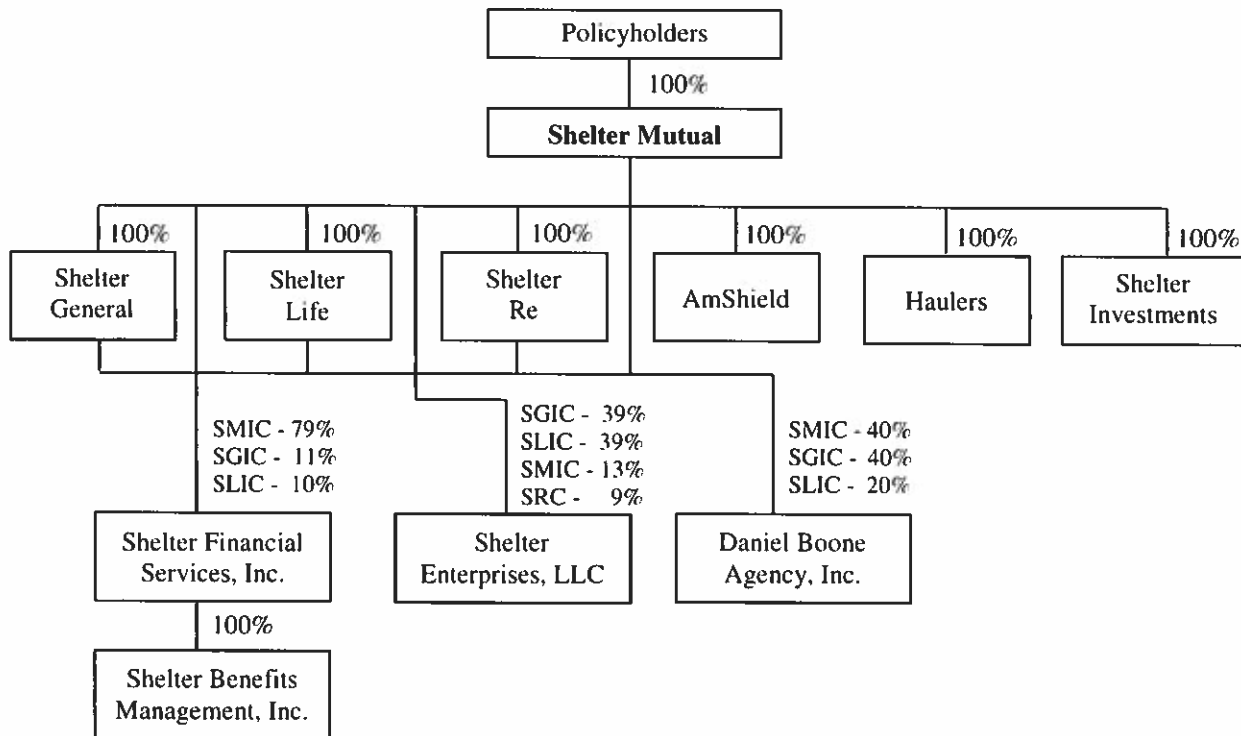 Policyholders
100%
Shelter Mutual
100%
100%
100%
100%
100%
100%
Shelter
General
Shelter
Life
Shelter
Re
AmShield
Haulers
Shelter
Investments
SMIC - 79%
SGIC - 11%
SLIC - 10%
SGIC - 39%
SLIC - 39%
SMIC - 13%
SRC - 9%
SMIC - 40%
SGIC - 40%
SLIC - 20%
Shelter Financial
Services, Inc.
Shelter
Enterprises, LLC
Daniel Boone
Agency, Inc.
100%
Shelter Benefits
Management, Inc.